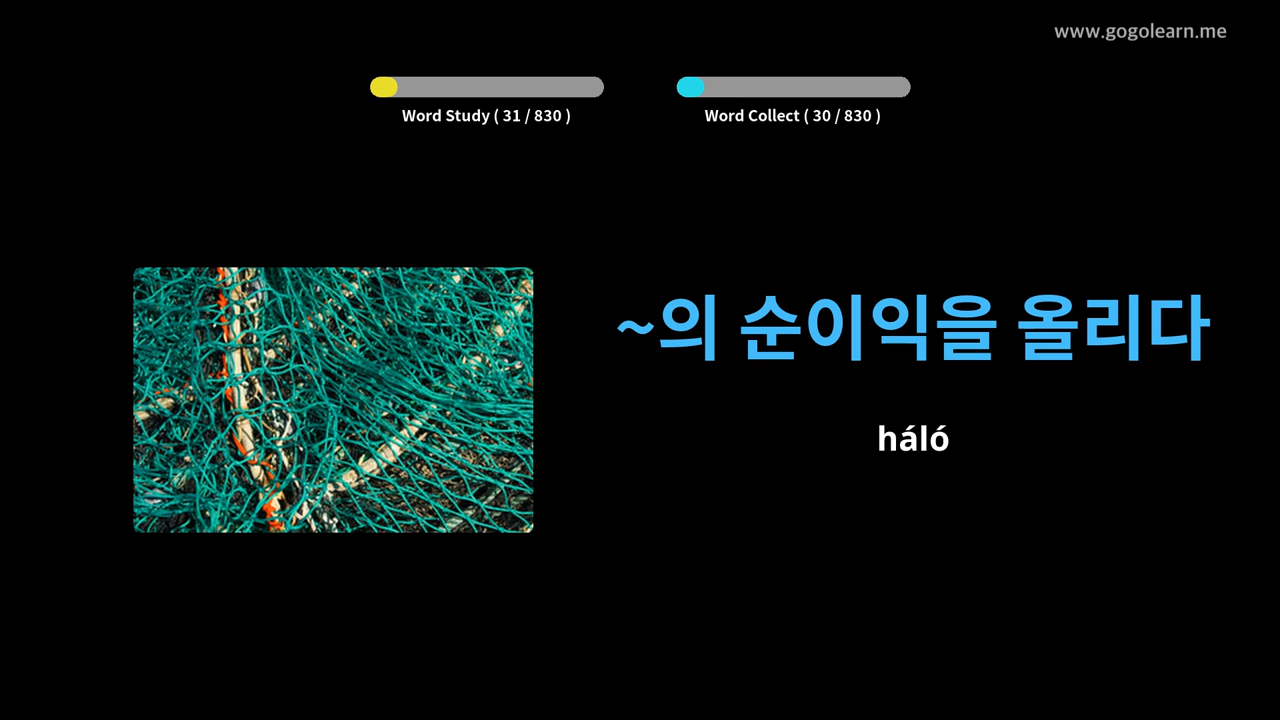 www.gogolearn.me
Word Study ( 31 / 830 )
Word Collect ( 30 / 830 )
~의 순이익을 올리다
háló